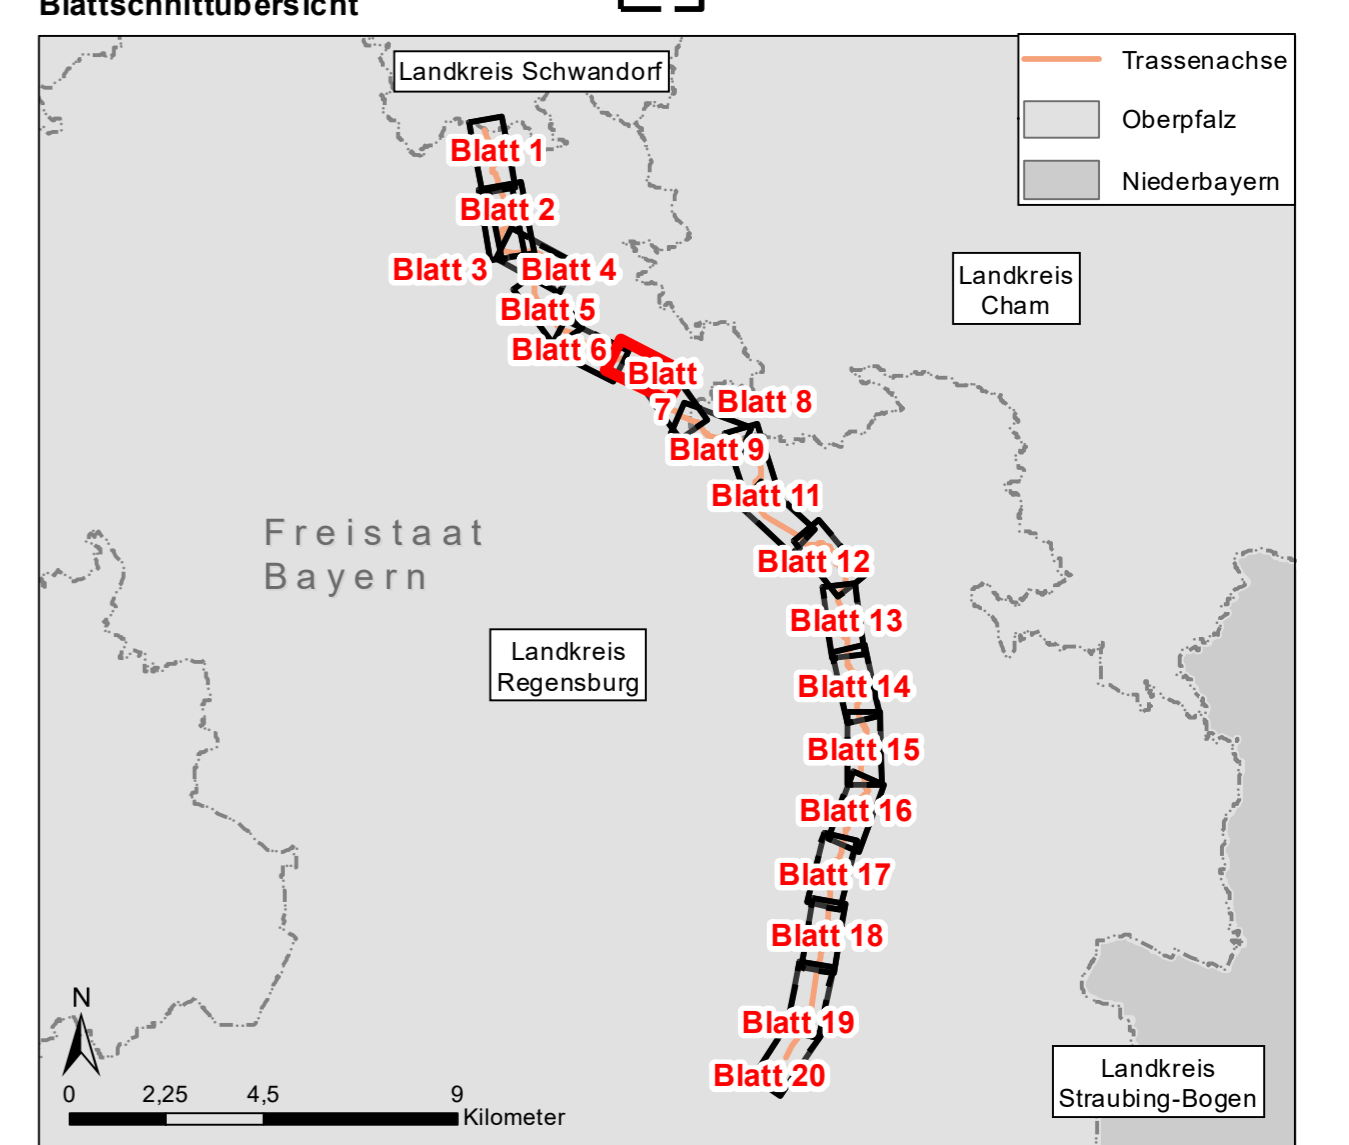 Blattschnittübersicht
Landkreis Schwandorf
Trassenachse
Oberpfalz
Niederbayern
Blatt 1
Blatt 2
Blatt 3
Blatt 4
Blatt 5
Blatt 6
Blatt
7
Blatt 8
Blatt 9
Blatt 11
Blatt 12
Blatt 13
Blatt 14
Blatt 15
Blatt 16
Blatt 17
Blatt 18
Blatt 19
Blatt 20
Landkreis
Cham
Freistaat
Bayern
Landkreis
Regensburg
Landkreis
Straubing-Bogen
N
0 2,25 4,5 9
Kilometer